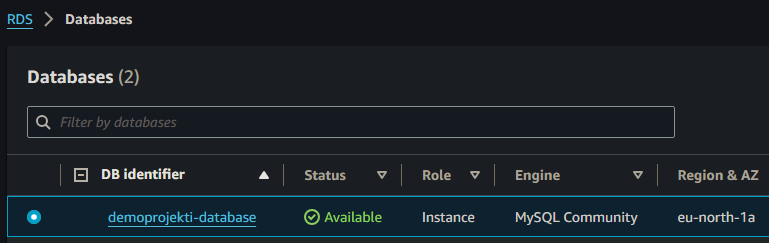 RDS > Databases
Databases (2)
Filter by databases
DB identifier Status Role Engine Region & AZ
demoprojekti-database Available Instance MySQL Community eu-north-1a